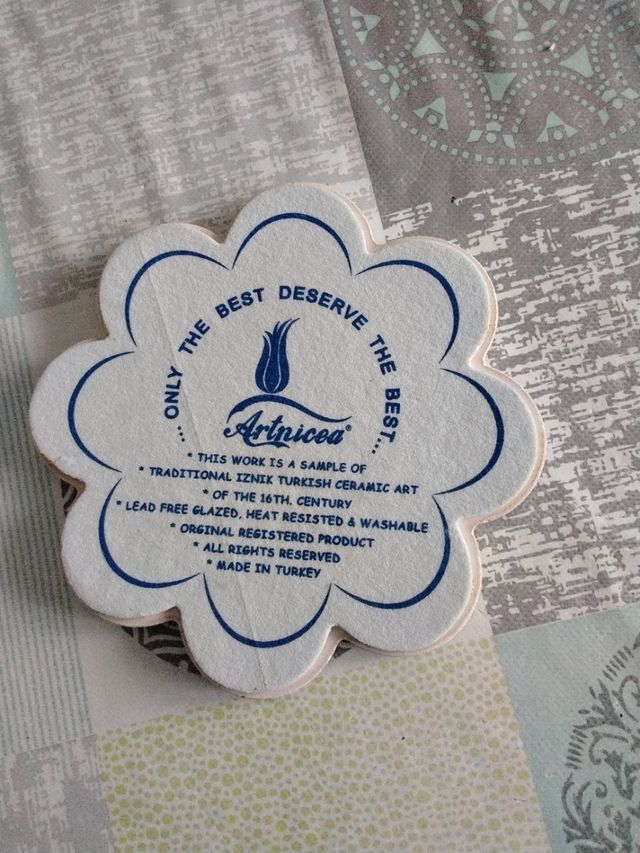 ...ONLY THE BEST DESERVE THE BEST...
Artnicea®
* THIS WORK IS A SAMPLE OF
* TRADITIONAL IZNIK TURKISH CERAMIC ART
* OF THE 16TH. CENTURY
* LEAD FREE GLAZED, HEAT RESISTED & WASHABLE
* ORGINAL REGISTERED PRODUCT
* ALL RIGHTS RESERVED
* MADE IN TURKEY